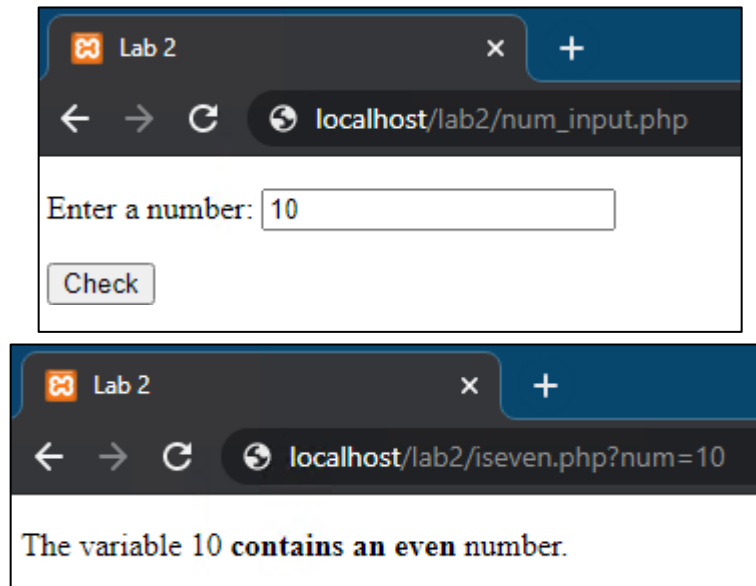 Lab 2
localhost/lab2/num_input.php
Enter a number: 10
Check
Lab 2
localhost/lab2/iseven.php?num=10
The variable 10 contains an even number.